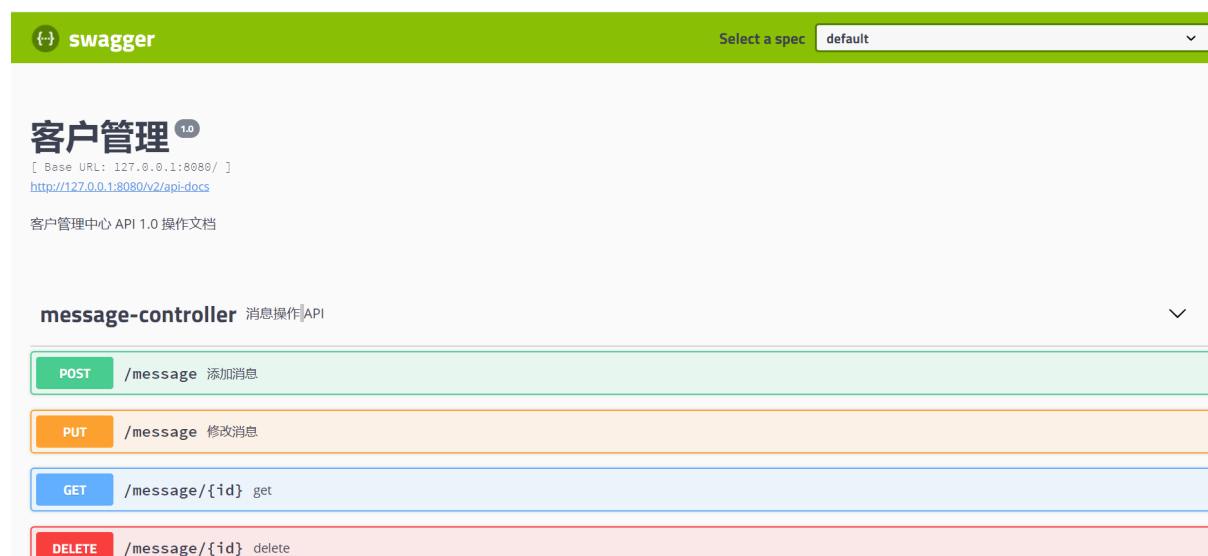 swagger Select a spec default
客户管理 1.0
[ Base URL: 127.0.0.1:8080/ ]
http://127.0.0.1:8080/v2/api-docs
客户管理中心 API 1.0 操作文档
message-controller 消息操作 API
POST /message 添加消息
PUT /message 修改消息
GET /message/{id} get
DELETE /message/{id} delete